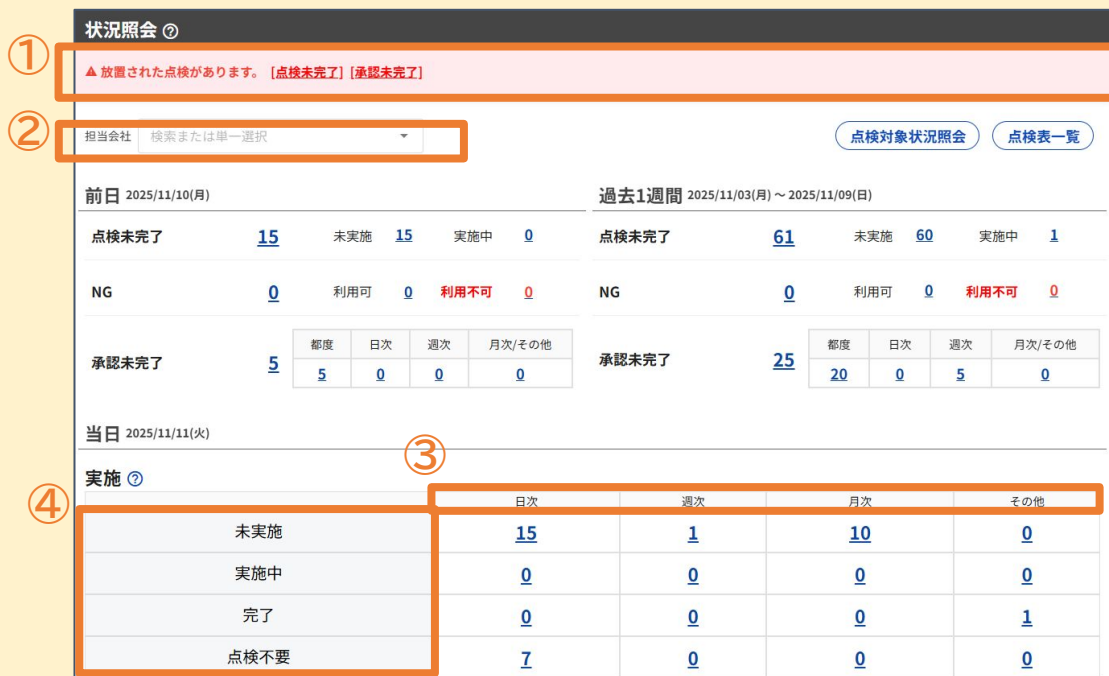 状況照会 ?
①
▲ 放置された点検があります。 [点検未完了] [承認未完了]
②
担当会社 検索または単一選択
点検対象状況照会 点検表一覧
前日 2025/11/10(月)
点検未完了 15 未実施 15 実施中 0
NG 0 利用可 0 利用不可 0
都度 日次 週次 月次/その他
承認未完了 5
5 0 0 0
過去1週間 2025/11/03(月) ~ 2025/11/09(日)
点検未完了 61 未実施 60 実施中 1
NG 0 利用可 0 利用不可 0
都度 日次 週次 月次/その他
承認未完了 25
20 0 5 0
当日 2025/11/11(火)
③
実施 ?
④
日次 週次 月次 その他
未実施 15 1 10 0
実施中 0 0 0 0
完了 0 0 0 1
点検不要 7 0 0 0